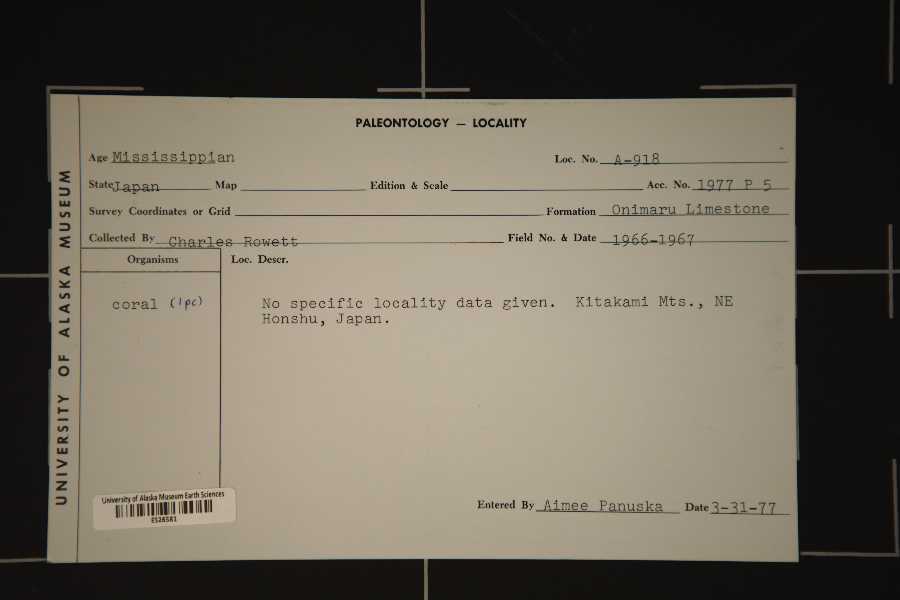 PALEONTOLOGY — LOCALITY
Age Mississippian Loc. No. A-918
State Japan Map Edition & Scale Acc. No. 1977 P 5
Survey Coordinates or Grid Formation Onimaru Limestone
Collected By Charles Rowett Field No. & Date 1966-1967
Organisms Loc. Descr.
coral (1pc) No specific locality data given. Kitakami Mts., NE
Honshu, Japan.
UNIVERSITY OF ALASKA MUSEUM
University of Alaska Museum Earth Sciences
ES26581
Entered By Aimee Panuska Date 3-31-77